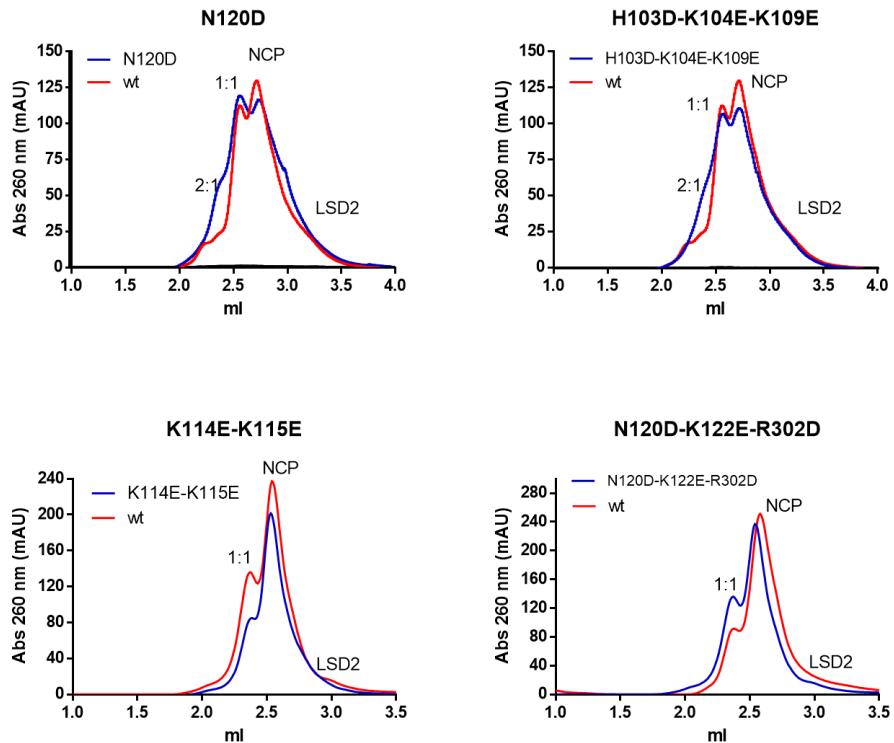 N120D
150
125
100
75
50
25
0
Abs 260 nm (mAU)
N120D
wt
NCP
1:1
2:1
LSD2
1.0 1.5 2.0 2.5 3.0 3.5 4.0
ml
H103D-K104E-K109E
150
125
100
75
50
25
0
Abs 260 nm (mAU)
H103D-K104E-K109E
wt
NCP
1:1
2:1
LSD2
1.0 1.5 2.0 2.5 3.0 3.5 4.0
ml
K114E-K115E
240
200
160
120
80
40
0
Abs 260 nm (mAU)
K114E-K115E
wt
NCP
1:1
LSD2
1.0 1.5 2.0 2.5 3.0 3.5
ml
N120D-K122E-R302D
280
240
200
160
120
80
40
0
Abs 260 nm (mAU)
N120D-K122E-R302D
wt
NCP
1:1
LSD2
1.0 1.5 2.0 2.5 3.0 3.5
ml